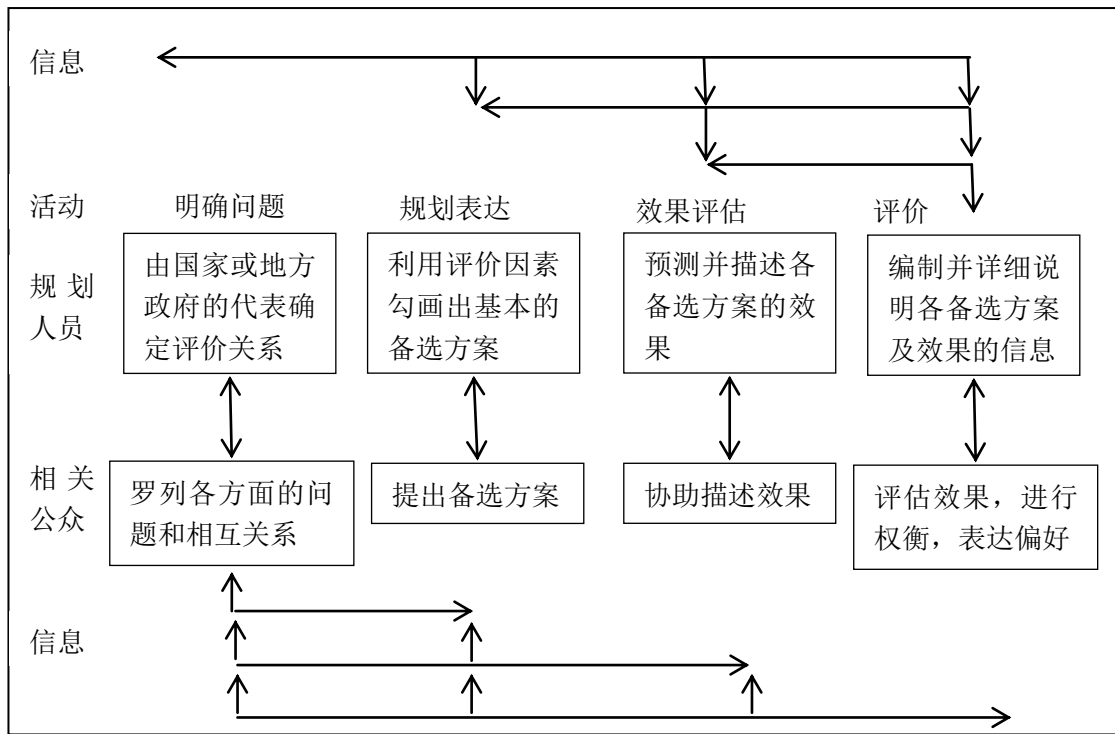 信息
活动
明确问题
规划表达
效果评估
评价
规划
人员
由国家或地方
政府的代表确
定评价关系
利用评价因素
勾画出基本的
备选方案
预测并描述各
备选方案的效
果
编制并详细说
明各备选方案
及效果的信息
相关
公众
罗列各方面的问
题和相互关系
提出备选方案
协助描述效果
评估效果，进行
权衡，表达偏好
信息